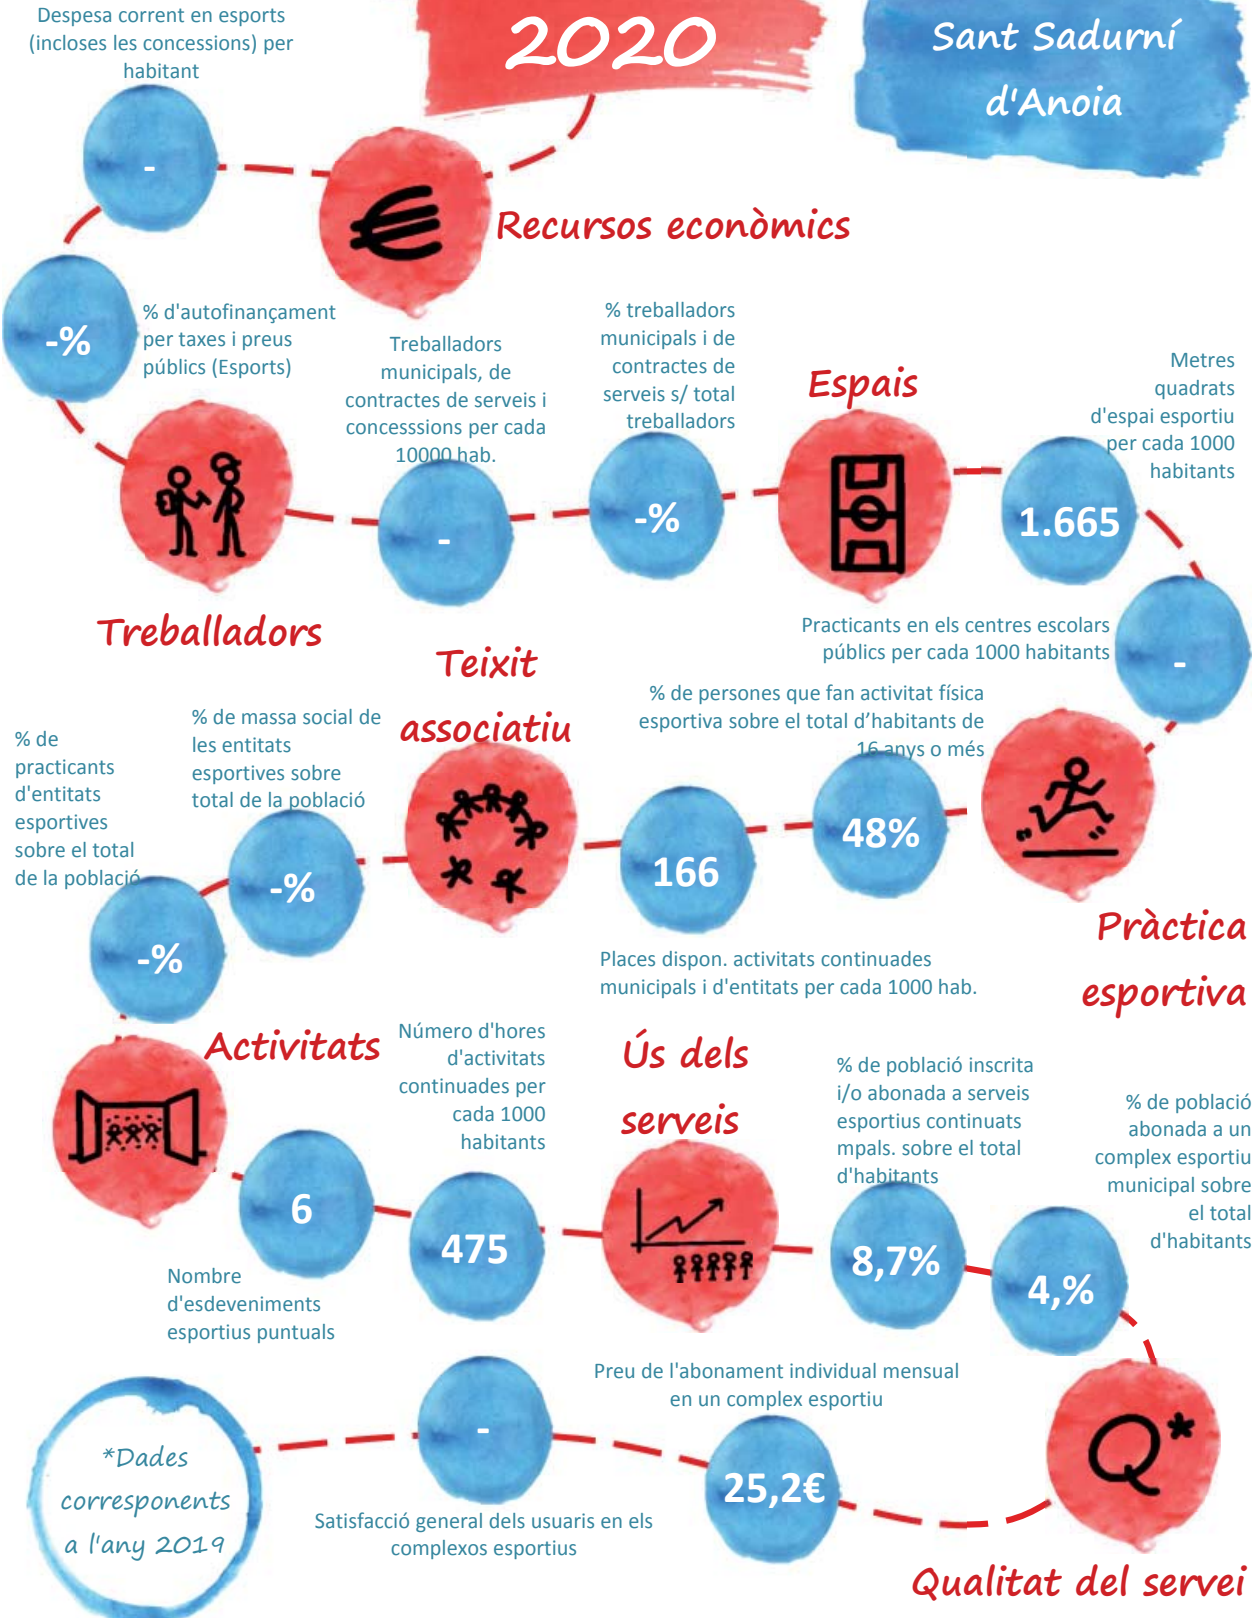 Despesa corrent en esports
(incloses les concessions) per
habitant
2020
Sant Sadurní
d'Anoia
-
Recursos econòmics
-%
% d'autofinançament
per taxes i preus
públics (Esports)
Treballadors
municipals, de
contractes de serveis i
concesssions per cada
10000 hab.
-
% treballadors
municipals i de
contractes de
serveis s/ total
treballadors
-%
Espais
Metres
quadrats
d'espai esportiu
per cada 1000
habitants
1.665
Treballadors
Practicants en els centres escolars
públics per cada 1000 habitants
-
Teixit
associatiu
% de persones que fan activitat física
esportiva sobre el total d’habitants de
16 anys o més
48%
166
Places dispon. activitats continuades
municipals i d'entitats per cada 1000 hab.
Pràctica
esportiva
% de massa social de
les entitats
esportives sobre
total de la població
-%
% de
practicants
d'entitats
esportives
sobre el total
de la població
-%
Activitats
6
Nombre
d'esdeveniments
esportius puntuals
Número d'hores
d'activitats
continuades per
cada 1000
habitants
475
Ús dels
serveis
% de població inscrita
i/o abonada a serveis
esportius continuats
mpals. sobre el total
d'habitants
8,7%
% de població
abonada a un
complex esportiu
municipal sobre
el total
d'habitants
4,%
Q*
Qualitat del servei
Preu de l'abonament individual mensual
en un complex esportiu
25,2€
-
Satisfacció general dels usuaris en els
complexos esportius
*Dades
corresponents
a l'any 2019